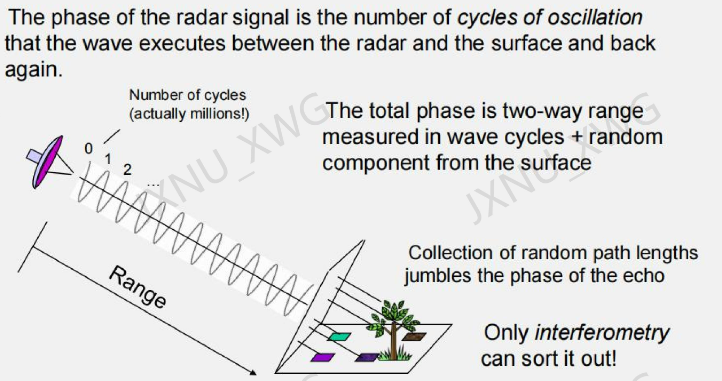 The phase of the radar signal is the number of cycles of oscillation
that the wave executes between the radar and the surface and back
again.
Number of cycles
(actually millions!)
0
1
2
...
The total phase is two-way range
measured in wave cycles + random
component from the surface
Range
Collection of random path lengths
jumbles the phase of the echo
Only interferometry
can sort it out!
JXNU_XWG
JXNU_XWG